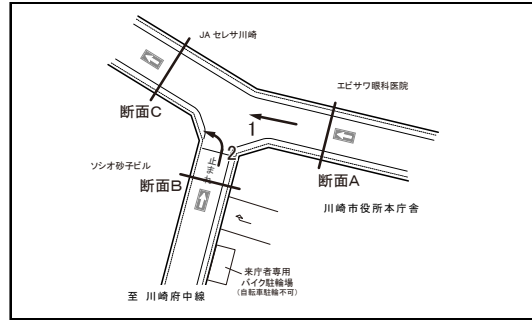 JAセレサ川崎
エビサワ眼科医院
断面C
1
ソシオ砂子ビル
2
止まれ
断面B
断面A
川崎市役所本庁舎
来庁者専用
バイク駐輪場
(自転車駐輪不可)
至 川崎府中線